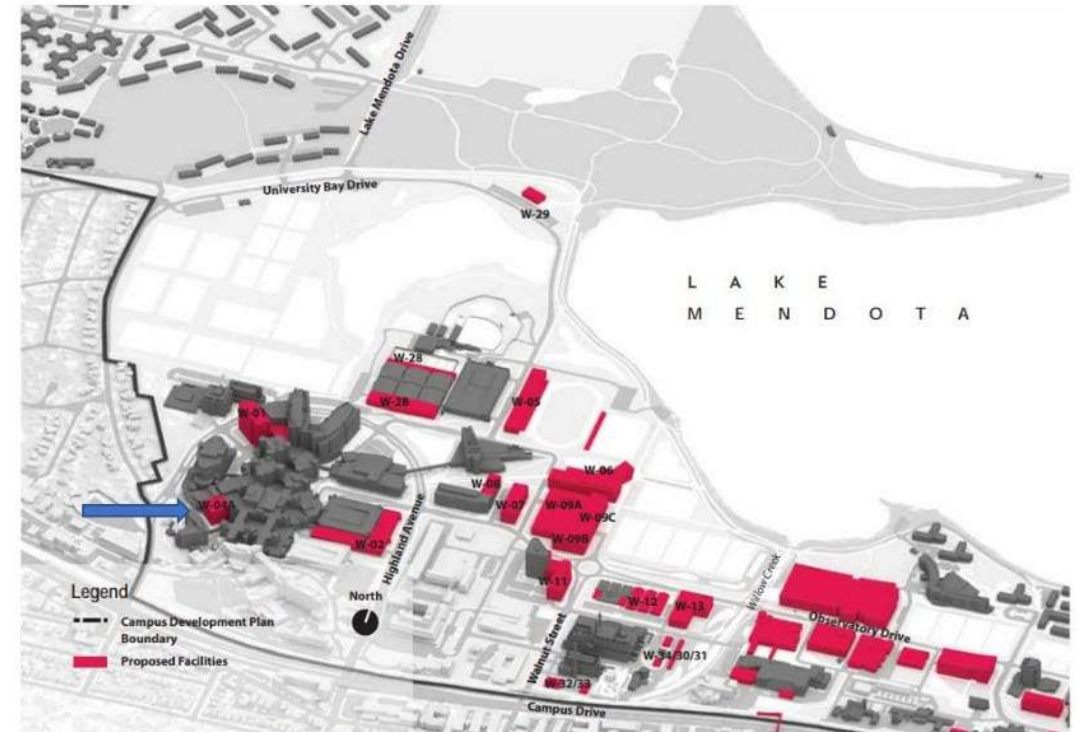 Lake Mendota Drive
University Bay Drive
W-29
LAKE
MENDOTA
W-28
W-28
W-05
W-01
W-06
W-08
W-04A
W-07
W-09A
W-09C
W-02
W-09B
Highland Avenue
W-11
Willow Creek
Legend
North
W-12
W-13
Campus Development Plan
Boundary
Observatory Drive
Proposed Facilities
Walnut Street
W-34/30/31
W-32/33
Campus Drive